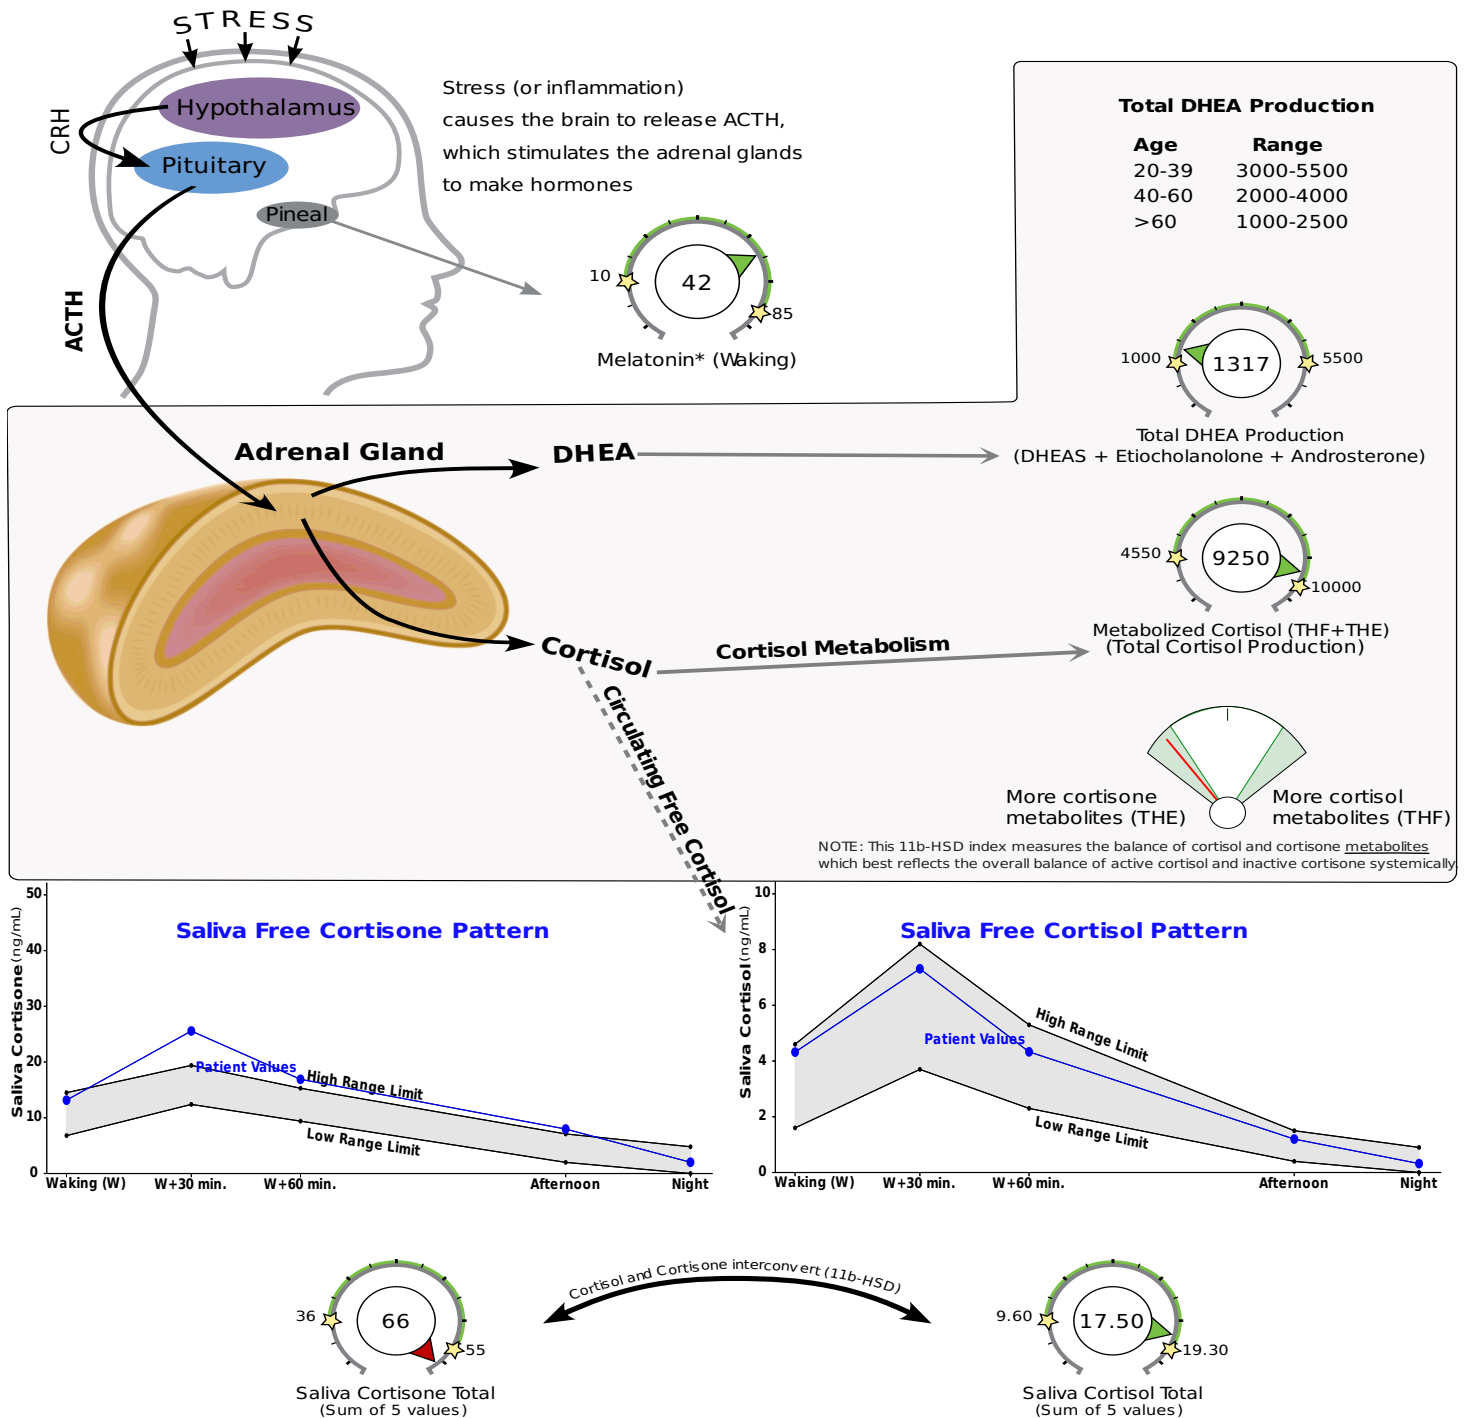 STRESS
Hypothalamus
CRH
Pituitary
Pineal
ACTH
Stress (or inflammation)
causes the brain to release ACTH,
which stimulates the adrenal glands
to make hormones
10
42
85
Melatonin* (Waking)
Total DHEA Production
Age Range
20-39 3000-5500
40-60 2000-4000
>60 1000-2500
1000
1317
5500
Total DHEA Production
(DHEAS + Etiocholanolone + Androsterone)
Adrenal Gland
DHEA
4550
9250
10000
Metabolized Cortisol (THF+THE)
(Total Cortisol Production)
Cortisol
Cortisol Metabolism
Circulating Free Cortisol
More cortisone
metabolites (THE)
More cortisol
metabolites (THF)
NOTE: This 11b-HSD index measures the balance of cortisol and cortisone metabolites
which best reflects the overall balance of active cortisol and inactive cortisone systemically.
Saliva Free Cortisone Pattern
Saliva Cortisone (ng/mL)
50
40
30
20
10
0
Patient Values
High Range Limit
Low Range Limit
Waking (W) W+30 min. W+60 min. Afternoon Night
Saliva Free Cortisol Pattern
Saliva Cortisol (ng/mL)
10
8
6
4
2
0
High Range Limit
Patient Values
Low Range Limit
Waking (W) W+30 min. W+60 min. Afternoon Night
36
66
55
Saliva Cortisone Total
(Sum of 5 values)
Cortisol and Cortisone interconvert (11b-HSD)
9.60
17.50
19.30
Saliva Cortisol Total
(Sum of 5 values)